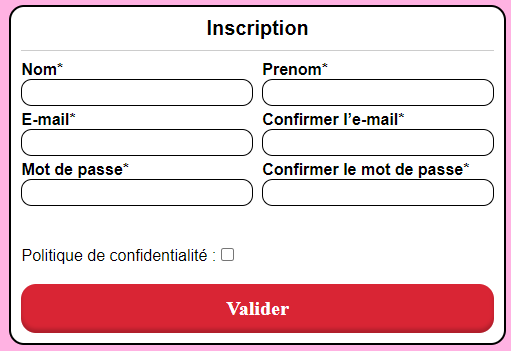 Inscription
Nom* Prenom*
E-mail* Confirmer l'e-mail*
Mot de passe* Confirmer le mot de passe*
Politique de confidentialité :
Valider